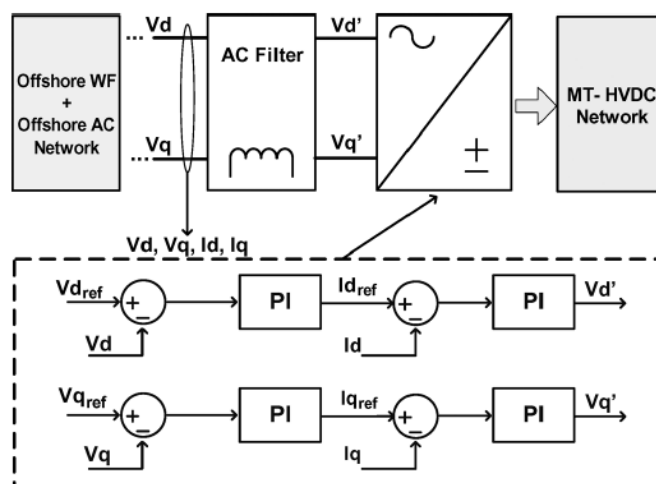 Vd
Vd'
Offshore WF
+
Offshore AC
Network
AC Filter
MT- HVDC
Network
Vq
Vq'
+
−
Vd, Vq, Id, Iq
Vdref
+
−
Vd
PI
Idref
+
−
Id
PI
Vd'
Vqref
+
−
Vq
PI
Iqref
+
−
Iq
PI
Vq'